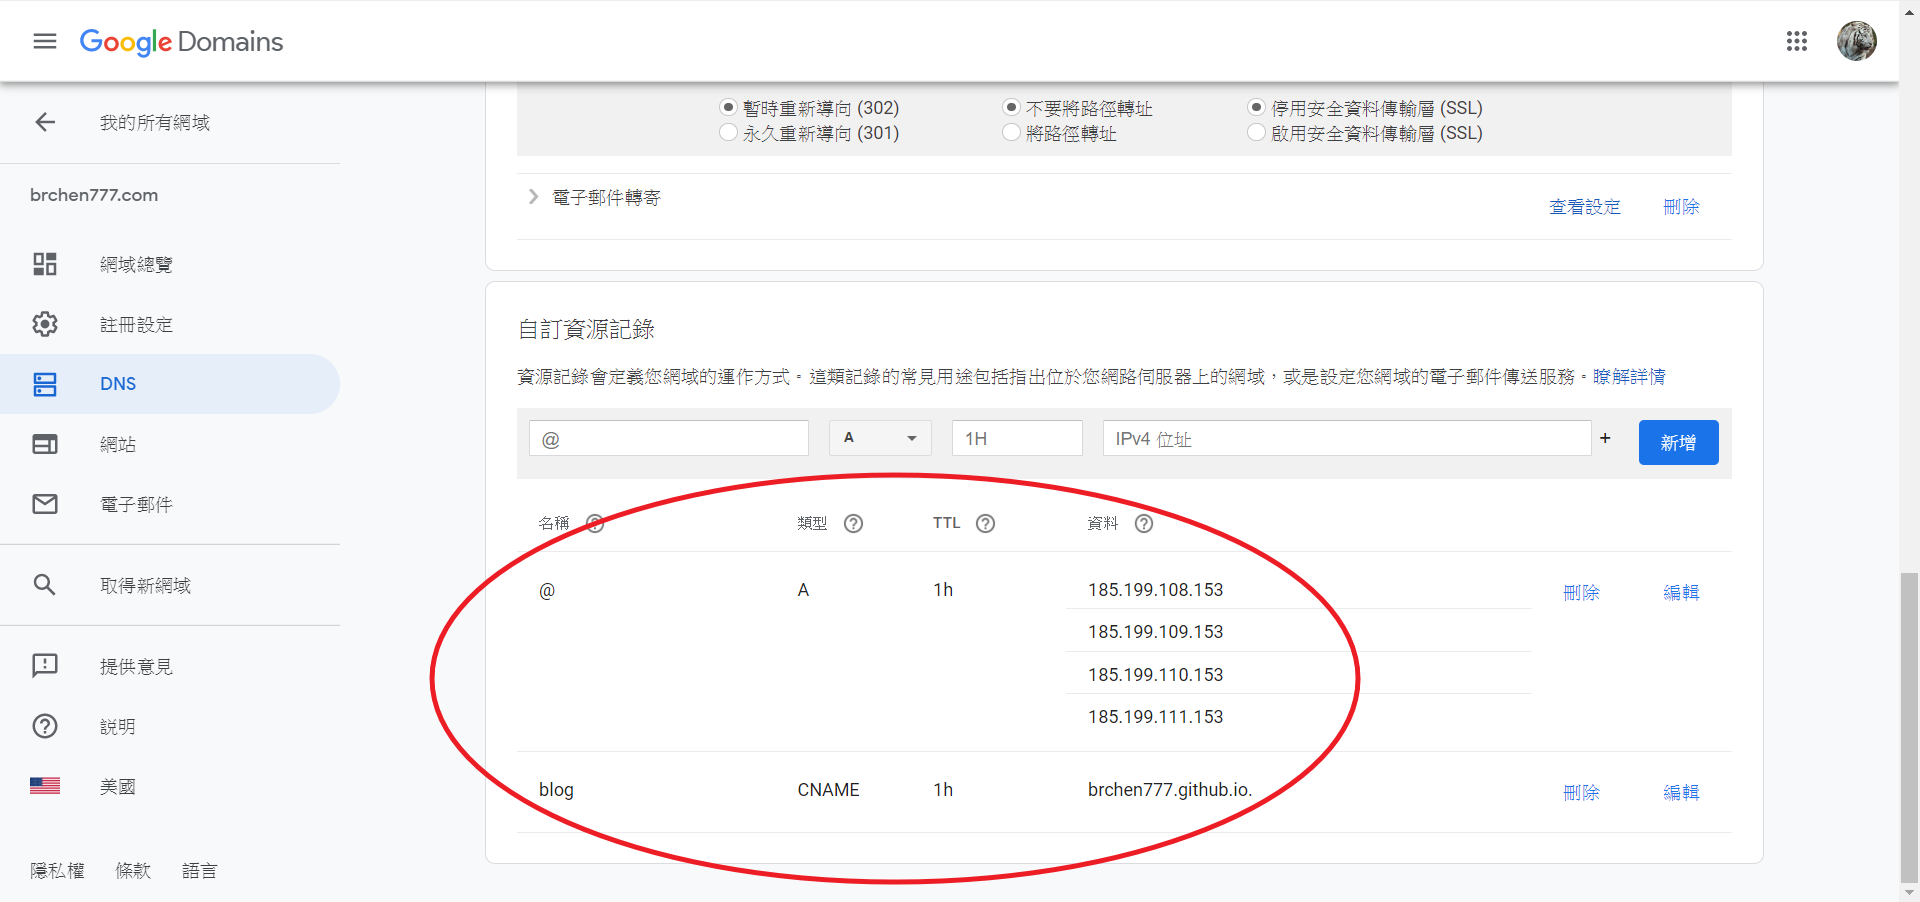 Google Domains
我的所有網域
brchen777.com
網域總覽
註冊設定
DNS
網站
電子郵件
取得新網域
提供意見
說明
美國
隱私權 條款 語言
暫時重新導向 (302) 不要將路徑轉址 停用安全資料傳輸層 (SSL)
永久重新導向 (301) 將路徑轉址 啟用安全資料傳輸層 (SSL)
電子郵件轉寄 查看設定 刪除
自訂資源記錄
資源記錄會定義您網域的運作方式。這類記錄的常見用途包括指出位於您網路伺服器上的網域，或是設定您網域的電子郵件傳送服務。瞭解詳情
@ A 1H IPv4 位址 + 新增
名稱 ? 類型 ? TTL ? 資料 ?
@ A 1h 185.199.108.153 刪除 編輯
185.199.109.153
185.199.110.153
185.199.111.153
blog CNAME 1h brchen777.github.io. 刪除 編輯